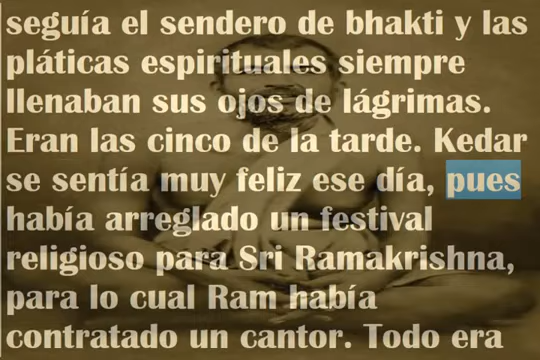 seguía el sendero de bhakti y las
pláticas espirituales siempre
llenaban sus ojos de lágrimas.
Eran las cinco de la tarde. Kedar
se sentía muy feliz ese día, pues
había arreglado un festival
religioso para Sri Ramakrishna,
para lo cual Ram había
contratado un cantor. Todo era